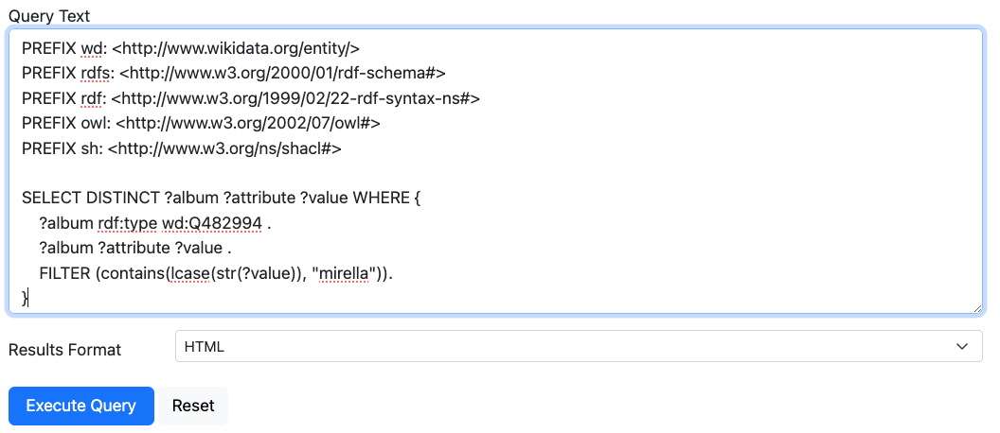 Query Text
PREFIX wd: <http://www.wikidata.org/entity/>
PREFIX rdfs: <http://www.w3.org/2000/01/rdf-schema#>
PREFIX rdf: <http://www.w3.org/1999/02/22-rdf-syntax-ns#>
PREFIX owl: <http://www.w3.org/2002/07/owl#>
PREFIX sh: <http://www.w3.org/ns/shacl#>

SELECT DISTINCT ?album ?attribute ?value WHERE {
    ?album rdf:type wd:Q482994 .
    ?album ?attribute ?value .
    FILTER (contains(lcase(str(?value)), "mirella")).
}
Results Format HTML
Execute Query Reset